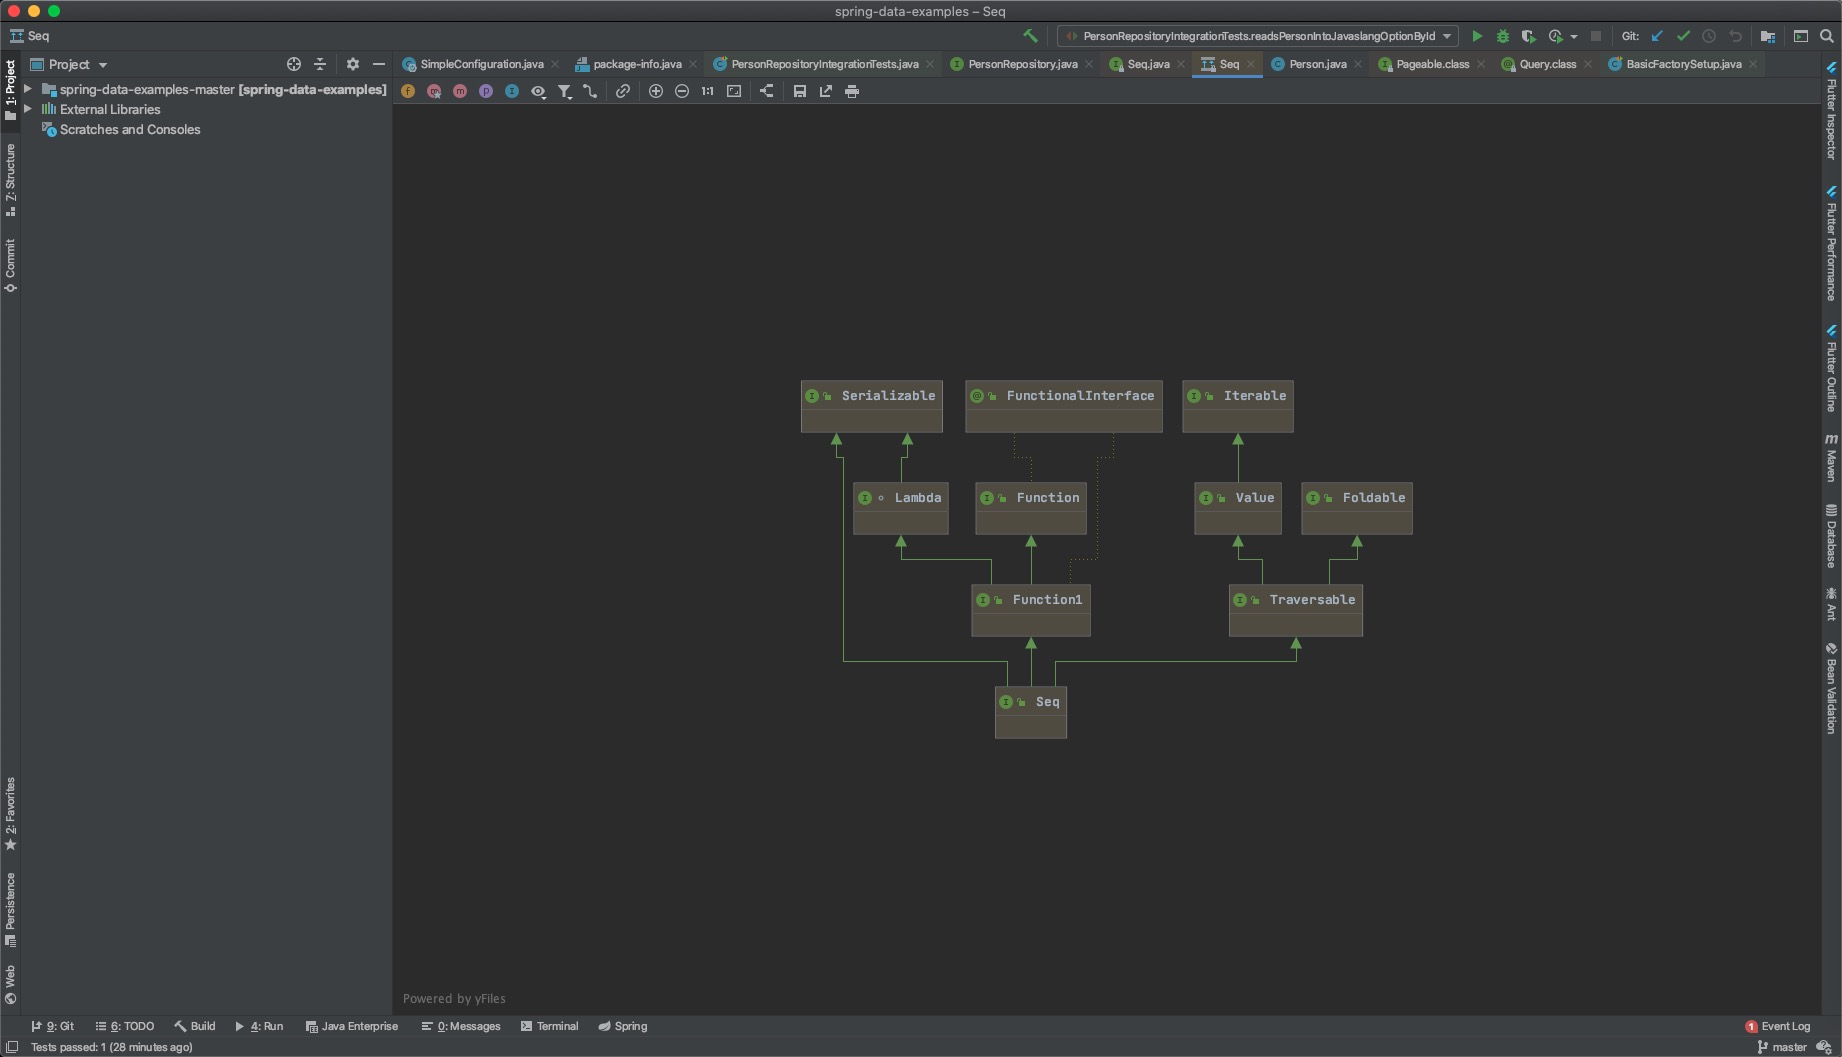 spring-data-examples – Seq
Seq
PersonRepositoryIntegrationTests.readsPersonIntoJavaslangOptionById
Git:
1: Project
Project
SimpleConfiguration.java
package-info.java
PersonRepositoryIntegrationTests.java
PersonRepository.java
Seq.java
Seq
Person.java
Pageable.class
Query.class
BasicFactorySetup.java
1:1
spring-data-examples-master [spring-data-examples]
External Libraries
Scratches and Consoles
Z: Structure
Commit
2: Favorites
Persistence
Web
Serializable
FunctionalInterface
Iterable
Lambda
Function
Value
Foldable
Function1
Traversable
Seq
Flutter Inspector
Flutter Performance
Flutter Outline
Maven
Database
Ant
Bean Validation
Powered by yFiles
9: Git
6: TODO
Build
4: Run
Java Enterprise
0: Messages
Terminal
Spring
1 Event Log
Tests passed: 1 (28 minutes ago)
master